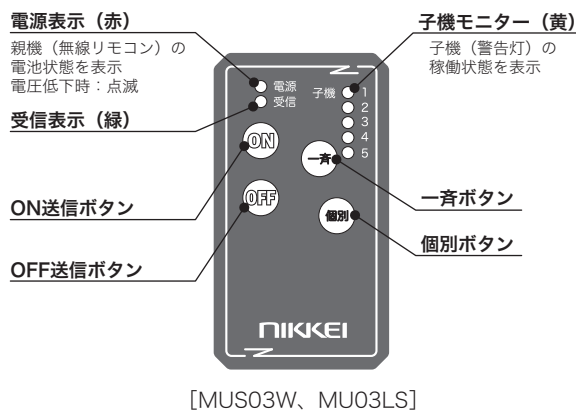 電源表示（赤）
親機（無線リモコン）の
電池状態を表示
電圧低下時：点滅
受信表示（緑）
ON送信ボタン
OFF送信ボタン
子機モニター（黄）
子機（警告灯）の
稼働状態を表示
一斉ボタン
個別ボタン
電源
受信
子機 1
2
3
4
5
ON
一斉
OFF
個別
NIKKEI
［MUS03W、MU03LS］